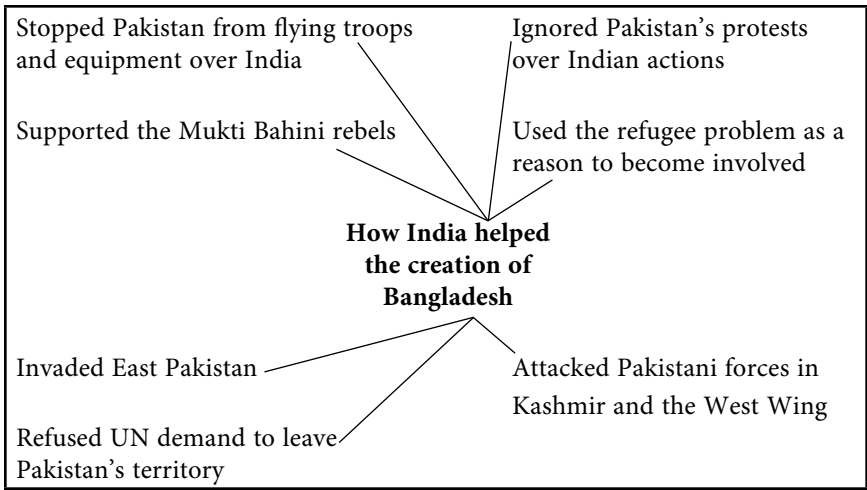 Stopped Pakistan from flying troops
and equipment over India
Ignored Pakistan’s protests
over Indian actions
Supported the Mukti Bahini rebels
Used the refugee problem as a
reason to become involved
How India helped
the creation of
Bangladesh
Invaded East Pakistan
Attacked Pakistani forces in
Kashmir and the West Wing
Refused UN demand to leave
Pakistan’s territory